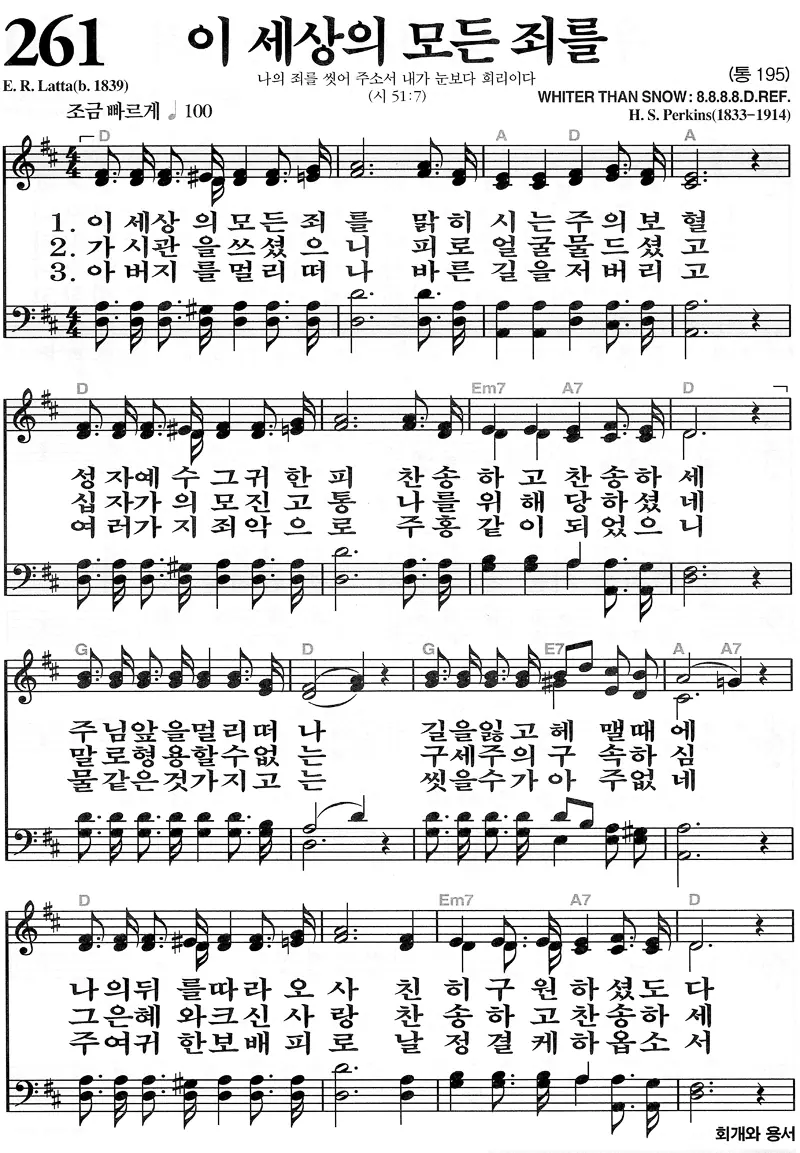 261 이 세상의 모든 죄를
나의 죄를 씻어 주소서 내가 눈보다 희리이다
(시 51:7)
(통 195)
E. R. Latta(b. 1839)
WHITER THAN SNOW: 8.8.8.8.D.REF.
조금 빠르게 ♩ 100
H. S. Perkins(1833-1914)
D A D A
1. 이 세상 의모든죄 를 맑히 시는주의보 혈
2. 가시관 을쓰셨으니 피로 얼굴물드셨고
3. 아버지 를멀리떠나 바른 길을저버리고
D Em7 A7 D
성자예 수그귀한피 찬송하고찬송하세
십자가의모진고통 나를위해당하셨네
여러가지죄악으로 주홍같이되었으니
G D G E7 A A7
주님앞을멀리떠나 길을잃고헤 맬때에
말로형용할수없는 구세주의구 속하심
물같은것가지고는 씻을수가아 주없네
D Em7 A7 D
나의뒤 를따라오사 친히구원하셨도다
그은혜 와크신사랑 찬송하고찬송하세
주여귀 한보배피로 날정결케하옵소서
회개와 용서